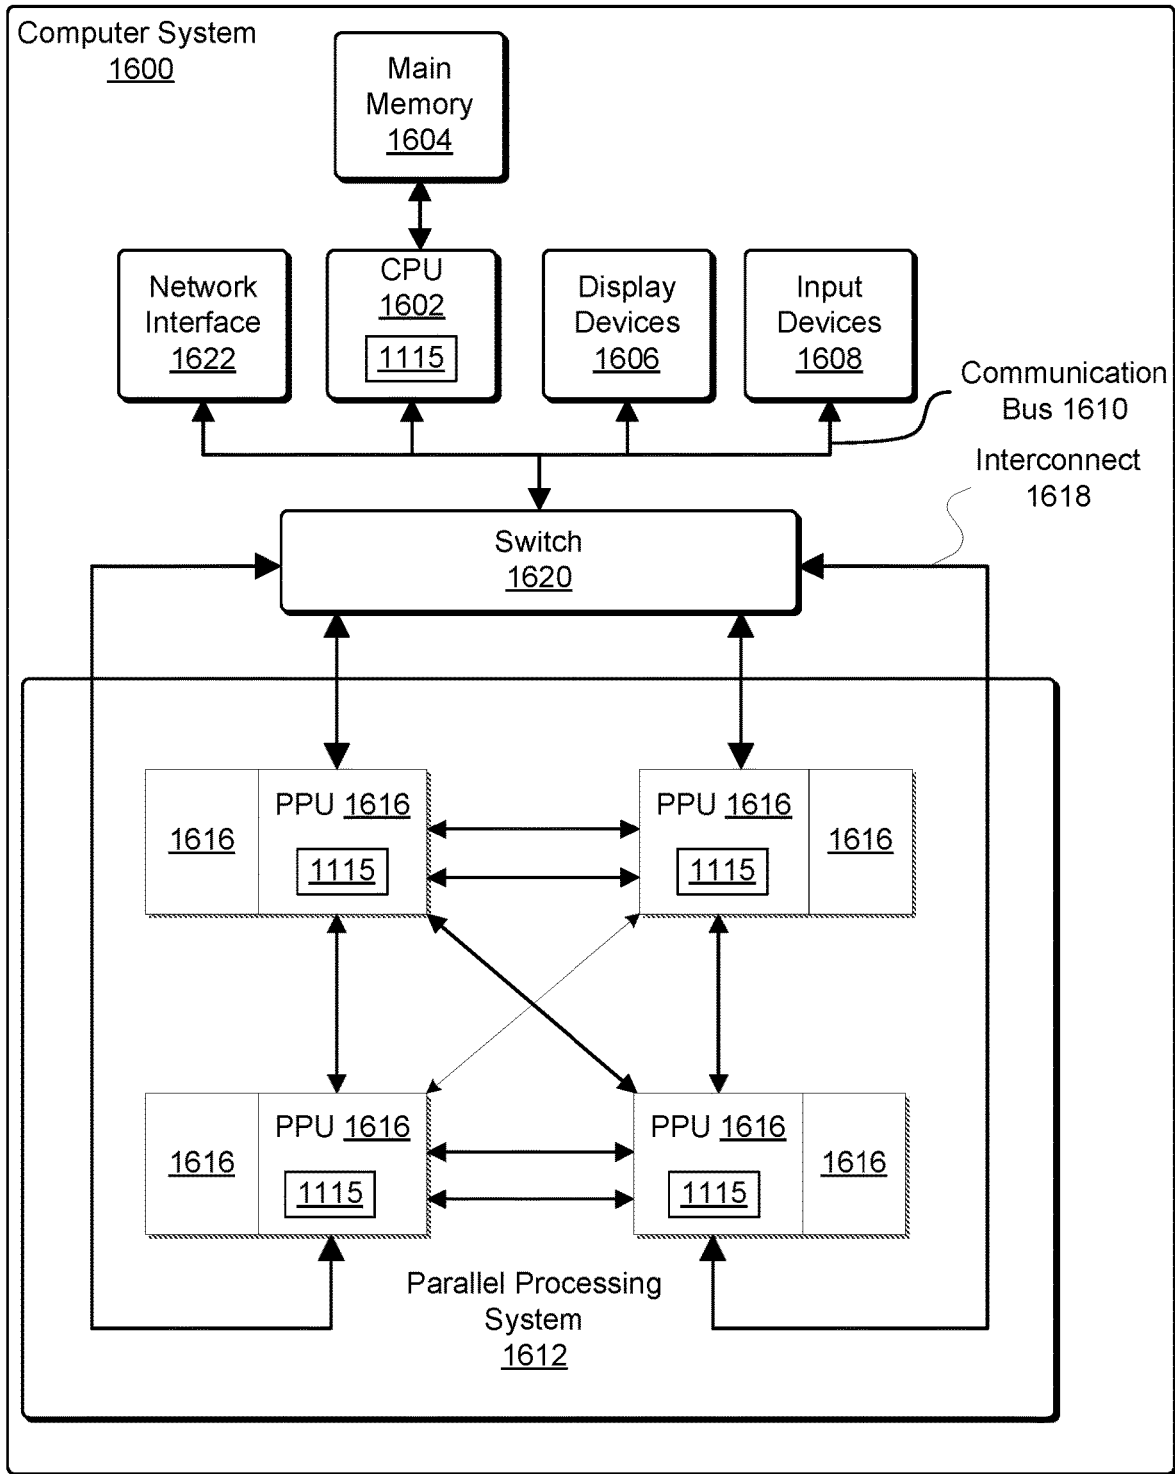 Computer System
1600
Main
Memory
1604
Network
Interface
1622
CPU
1602
1115
Display
Devices
1606
Input
Devices
1608
Communication
Bus 1610
Interconnect
1618
Switch
1620
1616
PPU 1616
1115
PPU 1616
1115
1616
1616
PPU 1616
1115
PPU 1616
1115
1616
Parallel Processing
System
1612